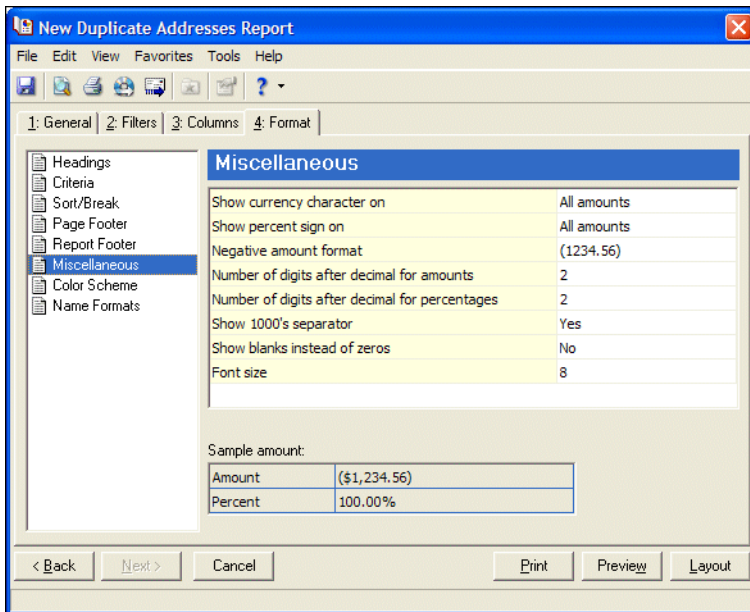 New Duplicate Addresses Report
File Edit View Favorites Tools Help
1: General 2: Filters 3: Columns 4: Format
Headings
Criteria
Sort/Break
Page Footer
Report Footer
Miscellaneous
Color Scheme
Name Formats
Miscellaneous
Show currency character on All amounts
Show percent sign on All amounts
Negative amount format (1234.56)
Number of digits after decimal for amounts 2
Number of digits after decimal for percentages 2
Show 1000's separator Yes
Show blanks instead of zeros No
Font size 8
Sample amount:
Amount ($1,234.56)
Percent 100.00%
< Back Next > Cancel Print Preview Layout